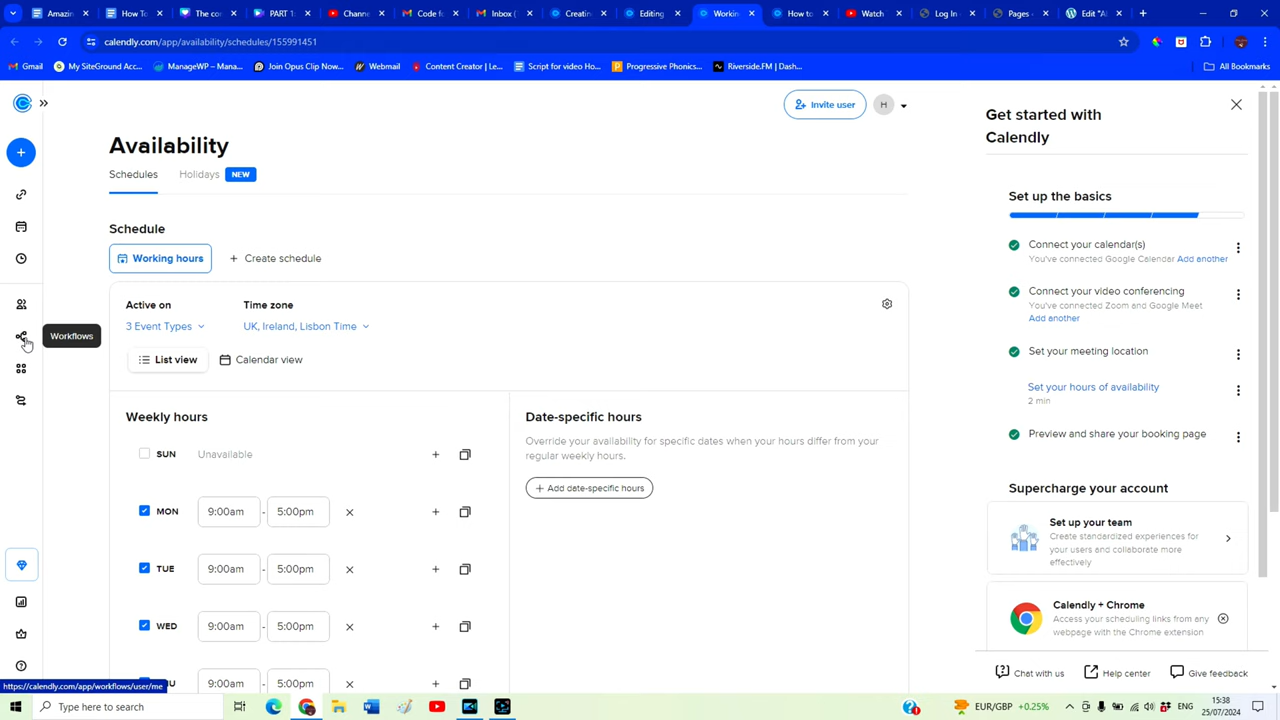 Amazin
How To
The co
PART 1:
Channe
Code fo
Inbox (
Creatin
Editing
Workin
How to
Watch
Log In
Pages
Edit "A
calendly.com/app/availability/schedules/155991451
Gmail
My SiteGround Acc...
ManageWP – Mana...
Join Opus Clip Now...
Webmail
Content Creator | Le...
Script for video Ho...
Progressive Phonics...
Riverside.FM | Dash...
All Bookmarks
Invite user
H
Availability
Schedules
Holidays
NEW
Schedule
Working hours
+ Create schedule
Active on
Time zone
3 Event Types
UK, Ireland, Lisbon Time
List view
Calendar view
Workflows
Weekly hours
SUN
Unavailable
MON
9:00am
-
5:00pm
TUE
9:00am
-
5:00pm
WED
9:00am
-
5:00pm
9:00am
-
5:00pm
Date-specific hours
Override your availability for specific dates when your hours differ from your
regular weekly hours.
+ Add date-specific hours
Get started with
Calendly
Set up the basics
Connect your calendar(s)
You've connected Google Calendar Add another
Connect your video conferencing
You've connected Zoom and Google Meet
Add another
Set your meeting location
Set your hours of availability
2 min
Preview and share your booking page
Supercharge your account
Set up your team
Create standardized experiences for
your users and collaborate more
effectively
Calendly + Chrome
Access your scheduling links from any
webpage with the Chrome extension
Chat with us
Help center
Give feedback
https://calendly.com/app/workflows/user/me
Type here to search
EUR/GBP +0.25%
ENG
15:38
25/07/2024